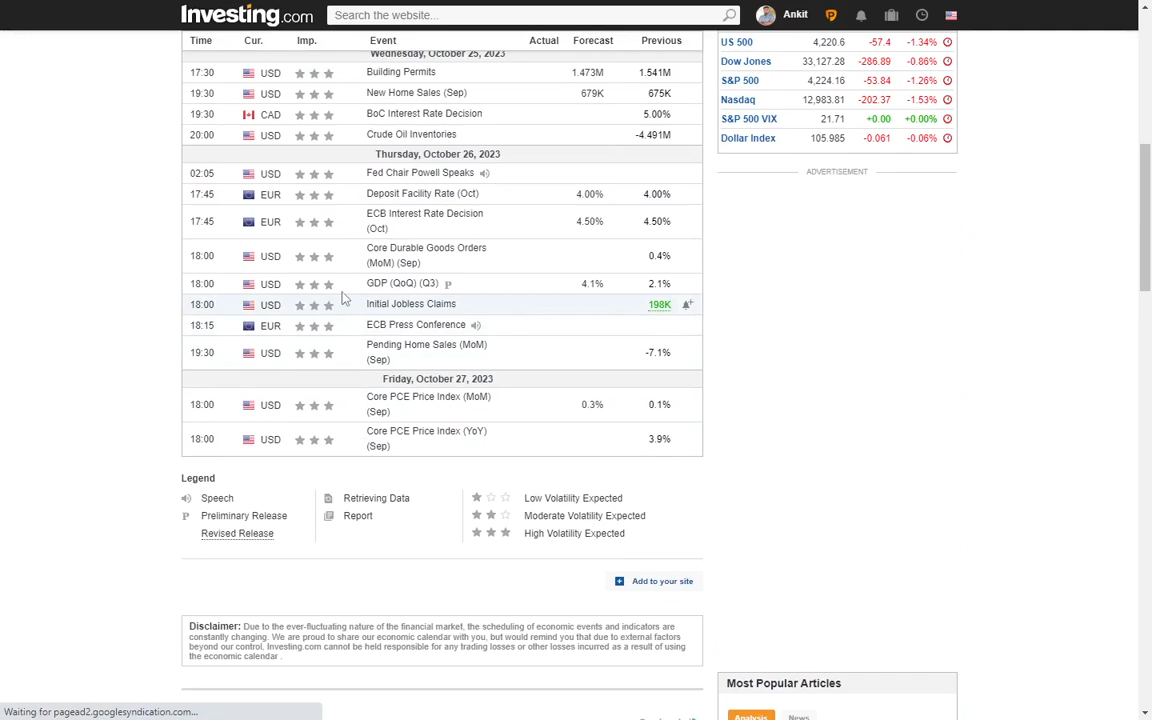 Investing.com
Search the website...
Ankit
Time Cur. Imp. Event Actual Forecast Previous
Wednesday, October 25, 2023
17:30 USD Building Permits 1.473M 1.541M
19:30 USD New Home Sales (Sep) 679K 675K
19:30 CAD BoC Interest Rate Decision 5.00%
20:00 USD Crude Oil Inventories -4.491M
Thursday, October 26, 2023
02:05 USD Fed Chair Powell Speaks
17:45 EUR Deposit Facility Rate (Oct) 4.00% 4.00%
17:45 EUR ECB Interest Rate Decision
(Oct) 4.50% 4.50%
18:00 USD Core Durable Goods Orders
(MoM) (Sep) 0.4%
18:00 USD GDP (QoQ) (Q3) P 4.1% 2.1%
18:00 USD Initial Jobless Claims 198K
18:15 EUR ECB Press Conference
19:30 USD Pending Home Sales (MoM)
(Sep) -7.1%
Friday, October 27, 2023
18:00 USD Core PCE Price Index (MoM)
(Sep) 0.3% 0.1%
18:00 USD Core PCE Price Index (YoY)
(Sep) 3.9%
US 500 4,220.6 -57.4 -1.34%
Dow Jones 33,127.28 -286.89 -0.86%
S&P 500 4,224.16 -53.84 -1.26%
Nasdaq 12,983.81 -202.37 -1.53%
S&P 500 VIX 21.71 +0.00 +0.00%
Dollar Index 105.985 -0.061 -0.06%
ADVERTISEMENT
Legend
Speech
P Preliminary Release
Revised Release
Retrieving Data
Report
Low Volatility Expected
Moderate Volatility Expected
High Volatility Expected
Add to your site
Disclaimer: Due to the ever-fluctuating nature of the financial market, the scheduling of economic events and indicators are
constantly changing. We are proud to share our economic calendar with you, but would remind you that due to external factors
beyond our control, Investing.com cannot be held responsible for any trading losses or other losses incurred as a result of using
the economic calendar .
Most Popular Articles
Analysis News
Waiting for pagead2.googlesyndication.com...